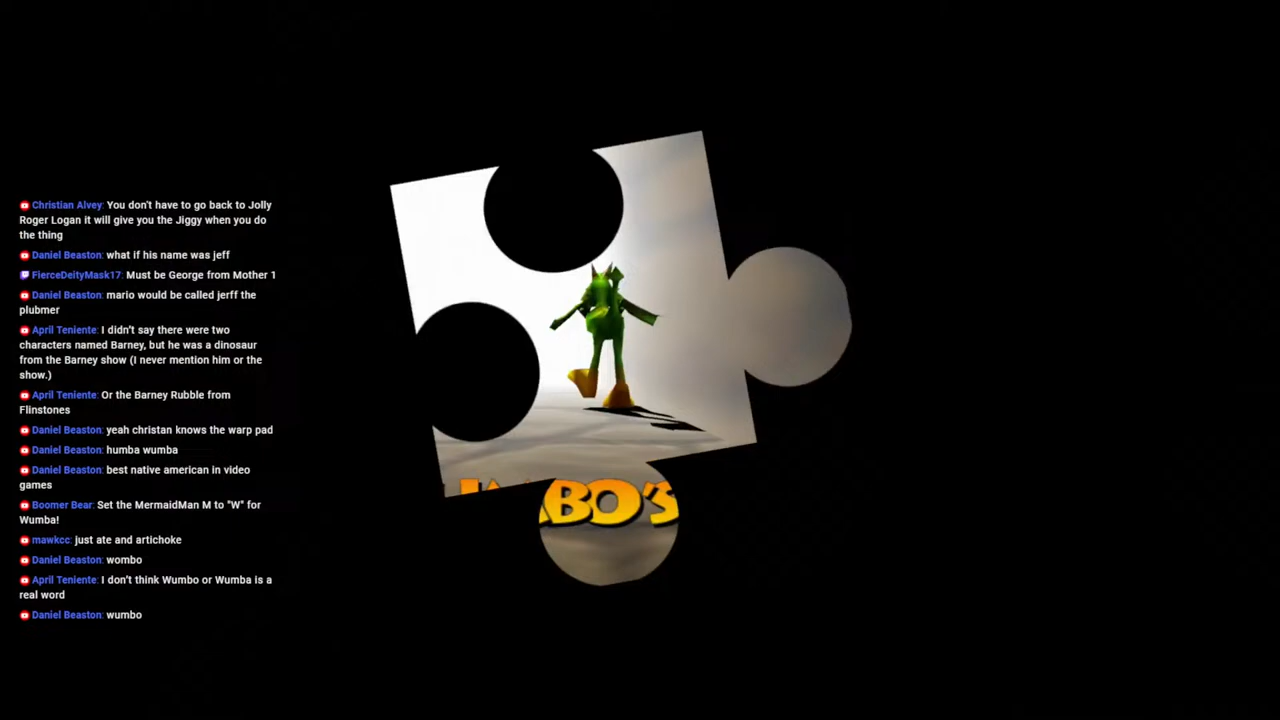 Christian Alvey: You don't have to go back to Jolly
Roger Logan it will give you the Jiggy when you do
the thing
Daniel Beaston: what if his name was jeff
FierceDeityMask17: Must be George from Mother 1
Daniel Beaston: mario would be called jerff the
plubmer
April Teniente: I didn't say there were two
characters named Barney, but he was a dinosaur
from the Barney show (I never mention him or the
show.)
April Teniente: Or the Barney Rubble from
Flinstones
Daniel Beaston: yeah christan knows the warp pad
Daniel Beaston: humba wumba
Daniel Beaston: best native american in video
games
Boomer Bear: Set the MermaidMan M to "W" for
Wumba!
mawkcc: just ate and artichoke
Daniel Beaston: wombo
April Teniente: I don't think Wumbo or Wumba is a
real word
Daniel Beaston: wumbo
BO'S